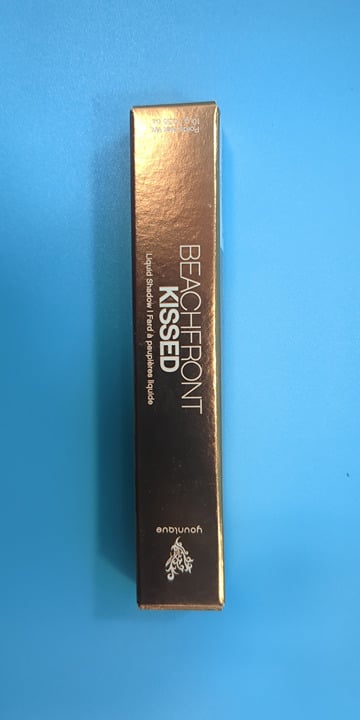 BEACHFRONT
KISSED
Liquid Shadow | Fard à paupières liquide
younique